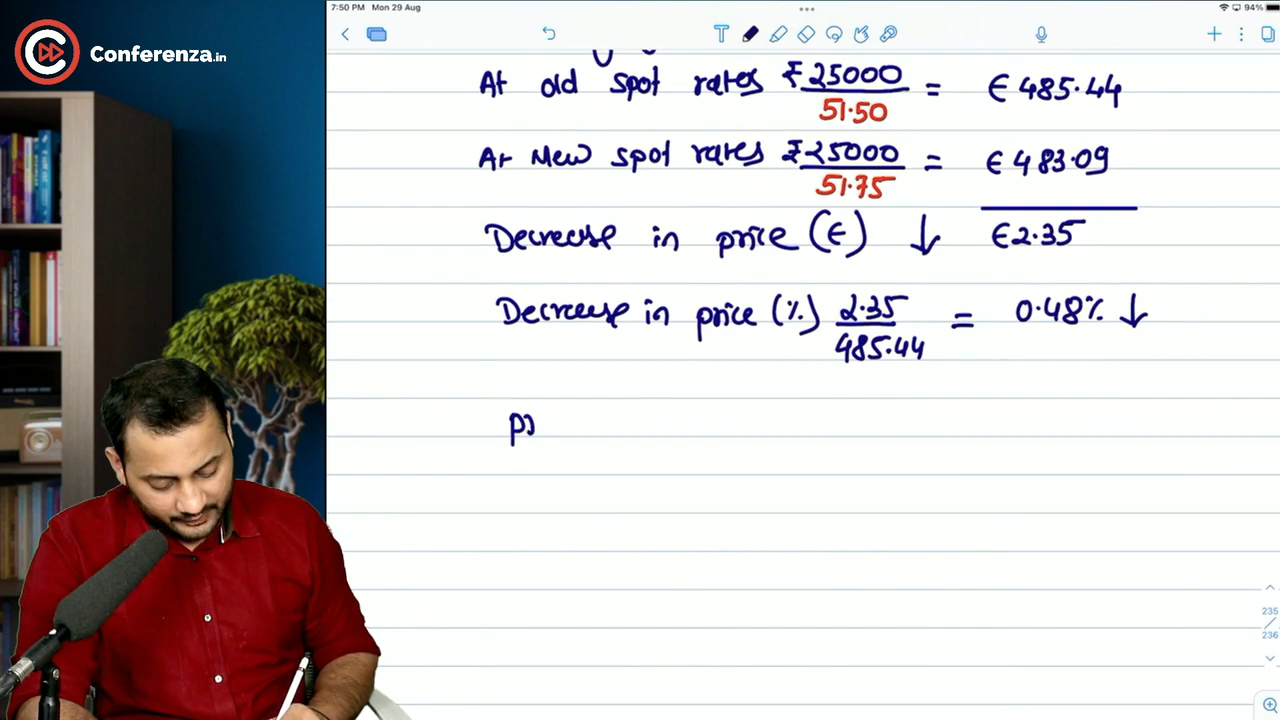 7:50 PM Mon 29 Aug
94%
Conferenza.in
At old spot rates ₹25000 / 51.50 = € 485.44
At New spot rates ₹25000 / 51.75 = € 483.09
Decrease in price (€) ↓ €2.35
Decrease in price (%) 2.35 / 485.44 = 0.48% ↓
235
236